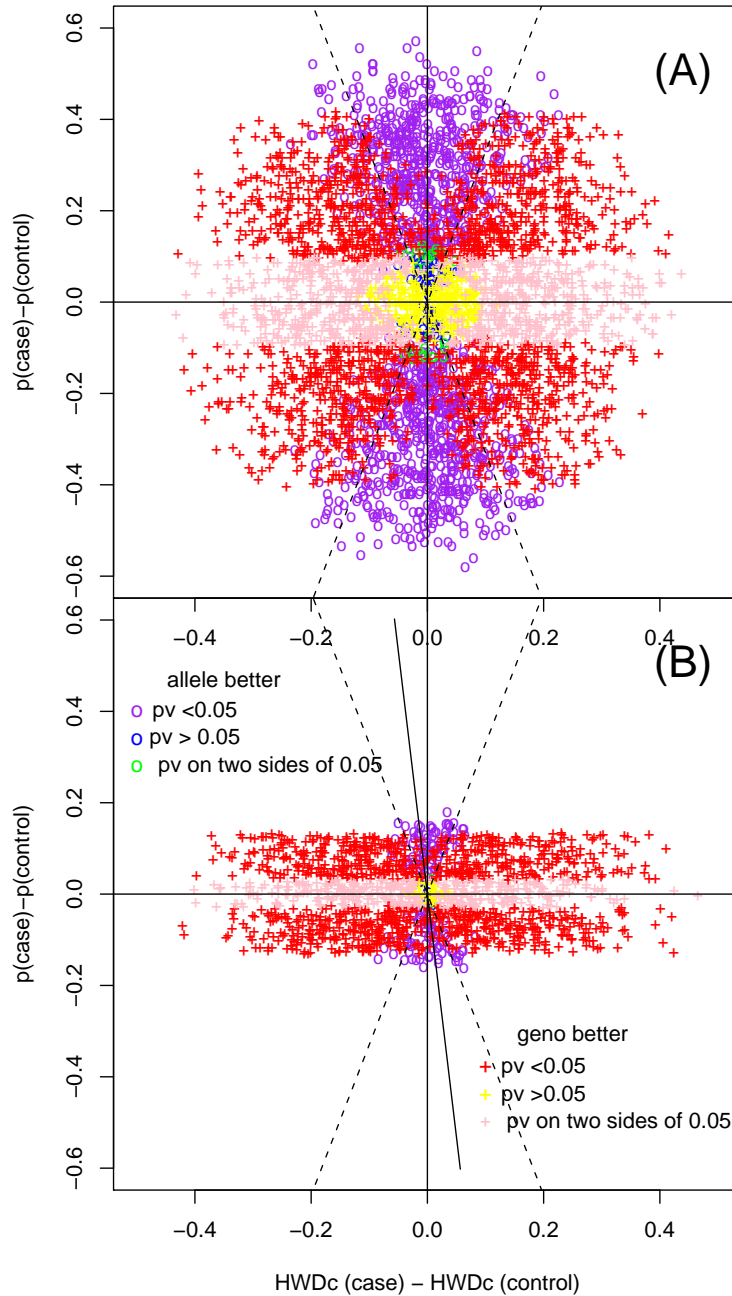 0.6
(A)
0.4
0.2
0.0
−0.2
−0.4
−0.6
p(case)−p(control)
−0.4 −0.2 0.0 0.2 0.4
0.6
(B)
allele better
o pv <0.05
o pv > 0.05
o pv on two sides of 0.05
0.4
0.2
0.0
−0.2
−0.4
−0.6
p(case)−p(control)
geno better
+ pv <0.05
+ pv >0.05
+ pv on two sides of 0.05
−0.4 −0.2 0.0 0.2 0.4
HWDc (case) − HWDc (control)